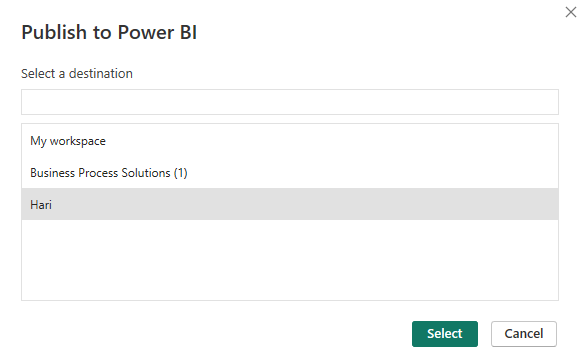 Publish to Power BI
Select a destination
My workspace
Business Process Solutions (1)
Hari
Select
Cancel